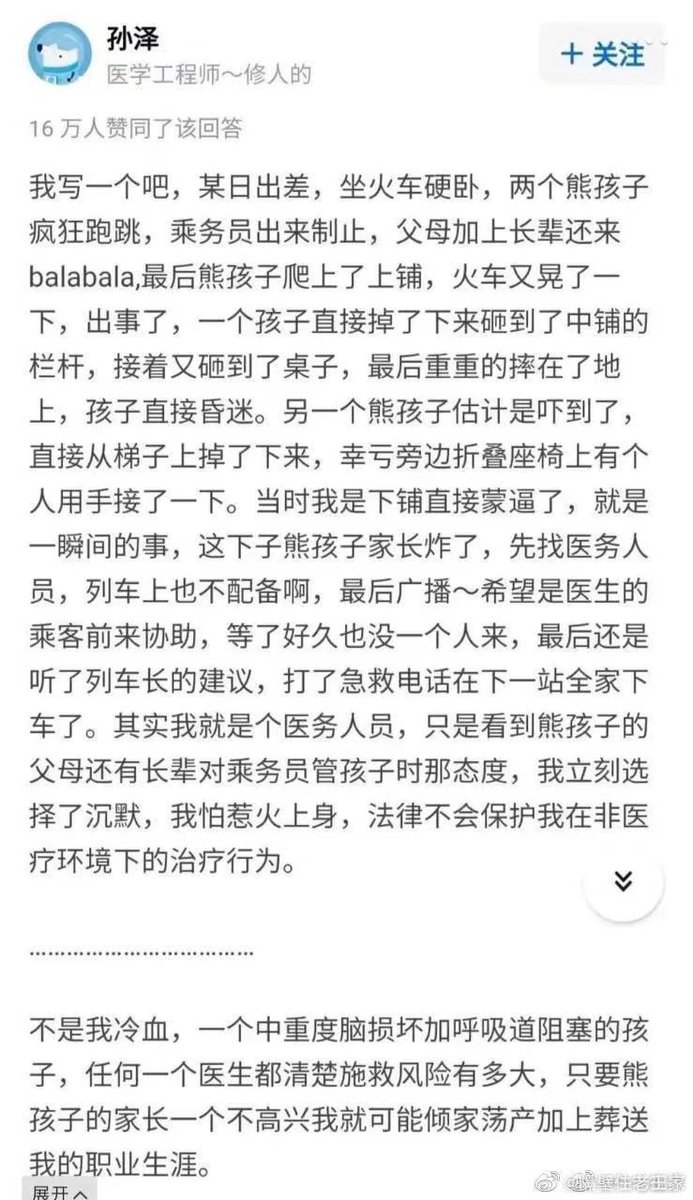 孙泽
医学工程师～修人的
+ 关注
16 万人赞同了该回答
我写一个吧，某日出差，坐火车硬卧，两个熊孩子
疯狂跑跳，乘务员出来制止，父母加上长辈还来
balabala,最后熊孩子爬上了上铺，火车又晃了一
下，出事了，一个孩子直接掉了下来砸到了中铺的
栏杆，接着又砸到了桌子，最后重重的摔在了地
上，孩子直接昏迷。另一个熊孩子估计是吓到了，
直接从梯子上掉了下来，幸亏旁边折叠座椅上有个
人用手接了一下。当时我是下铺直接蒙逼了，就是
一瞬间的事，这下子熊孩子家长炸了，先找医务人
员，列车上也不配备啊，最后广播～希望是医生的
乘客前来协助，等了好久也没一个人来，最后还是
听了列车长的建议，打了急救电话在下一站全家下
车了。其实我就是个医务人员，只是看到熊孩子的
父母还有长辈对乘务员管孩子时那态度，我立刻选
择了沉默，我怕惹火上身，法律不会保护我在非医
疗环境下的治疗行为。
………………………………
不是我冷血，一个中重度脑损坏加呼吸道阻塞的孩
子，任何一个医生都清楚施救风险有多大，只要熊
孩子的家长一个不高兴我就可能倾家荡产加上葬送
我的职业生涯。
展开